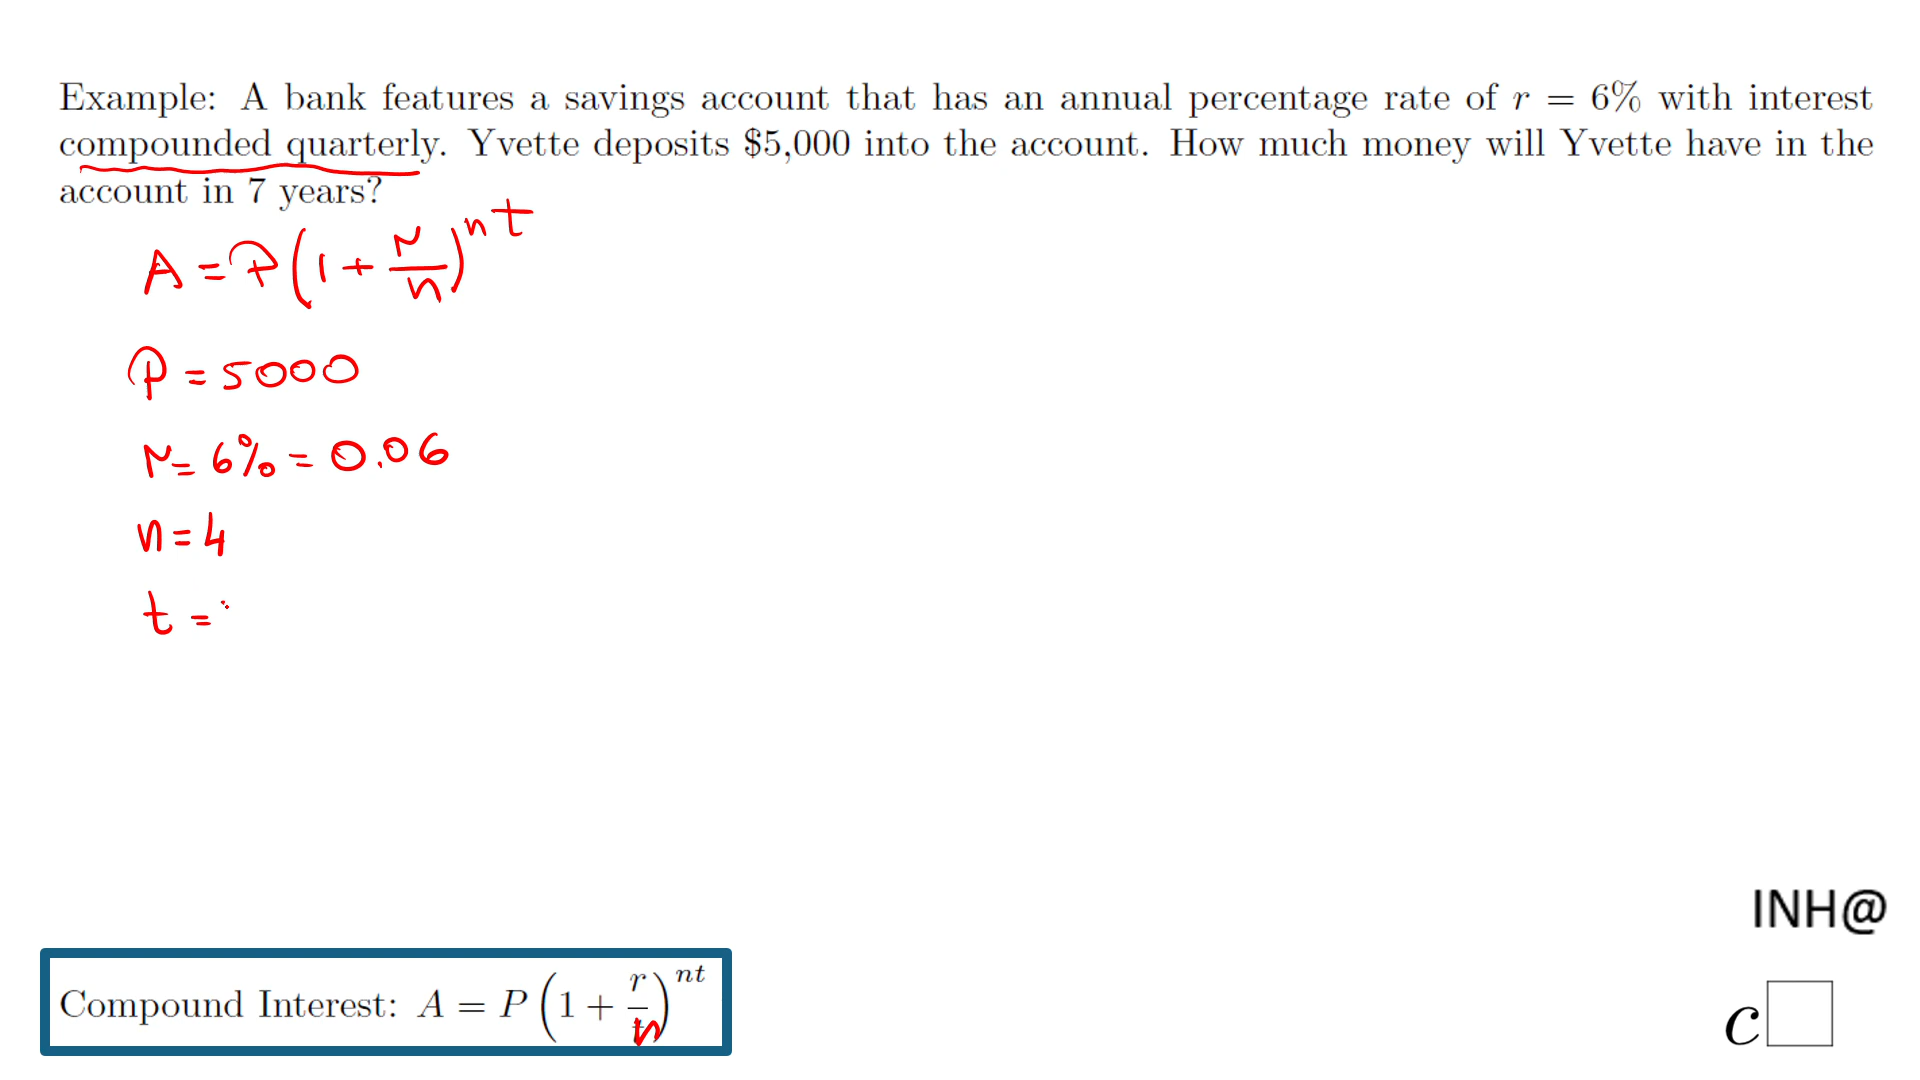 Example: A bank features a savings account that has an annual percentage rate of r = 6% with interest
compounded quarterly. Yvette deposits $5,000 into the account. How much money will Yvette have in the
account in 7 years?
A = P(1 + r/n)^nt
P = 5000
r = 6% = 0.06
n = 4
t =
INH@
Compound Interest: A = P(1 + r/n)^nt
c